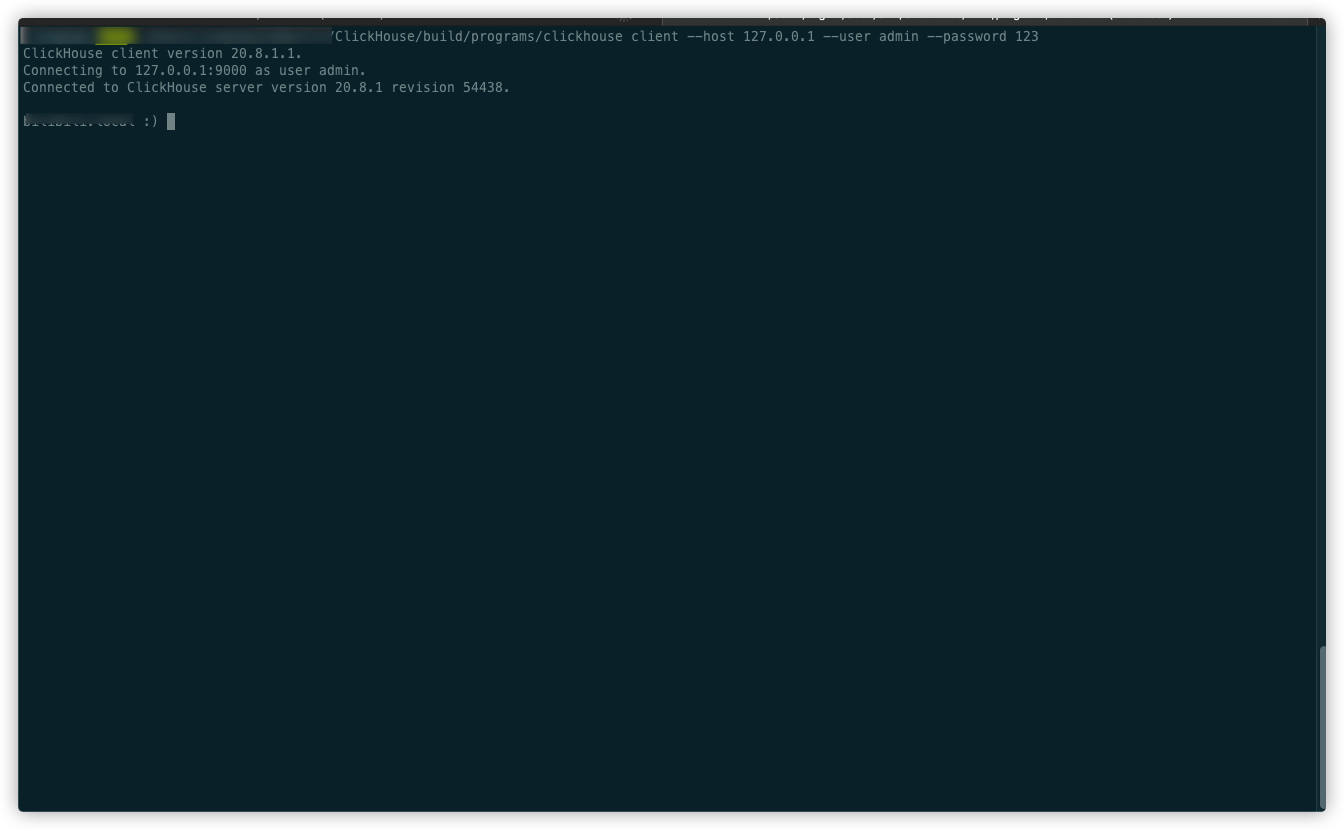 /ClickHouse/build/programs/clickhouse client --host 127.0.0.1 --user admin --password 123
ClickHouse client version 20.8.1.1.
Connecting to 127.0.0.1:9000 as user admin.
Connected to ClickHouse server version 20.8.1 revision 54438.
:)